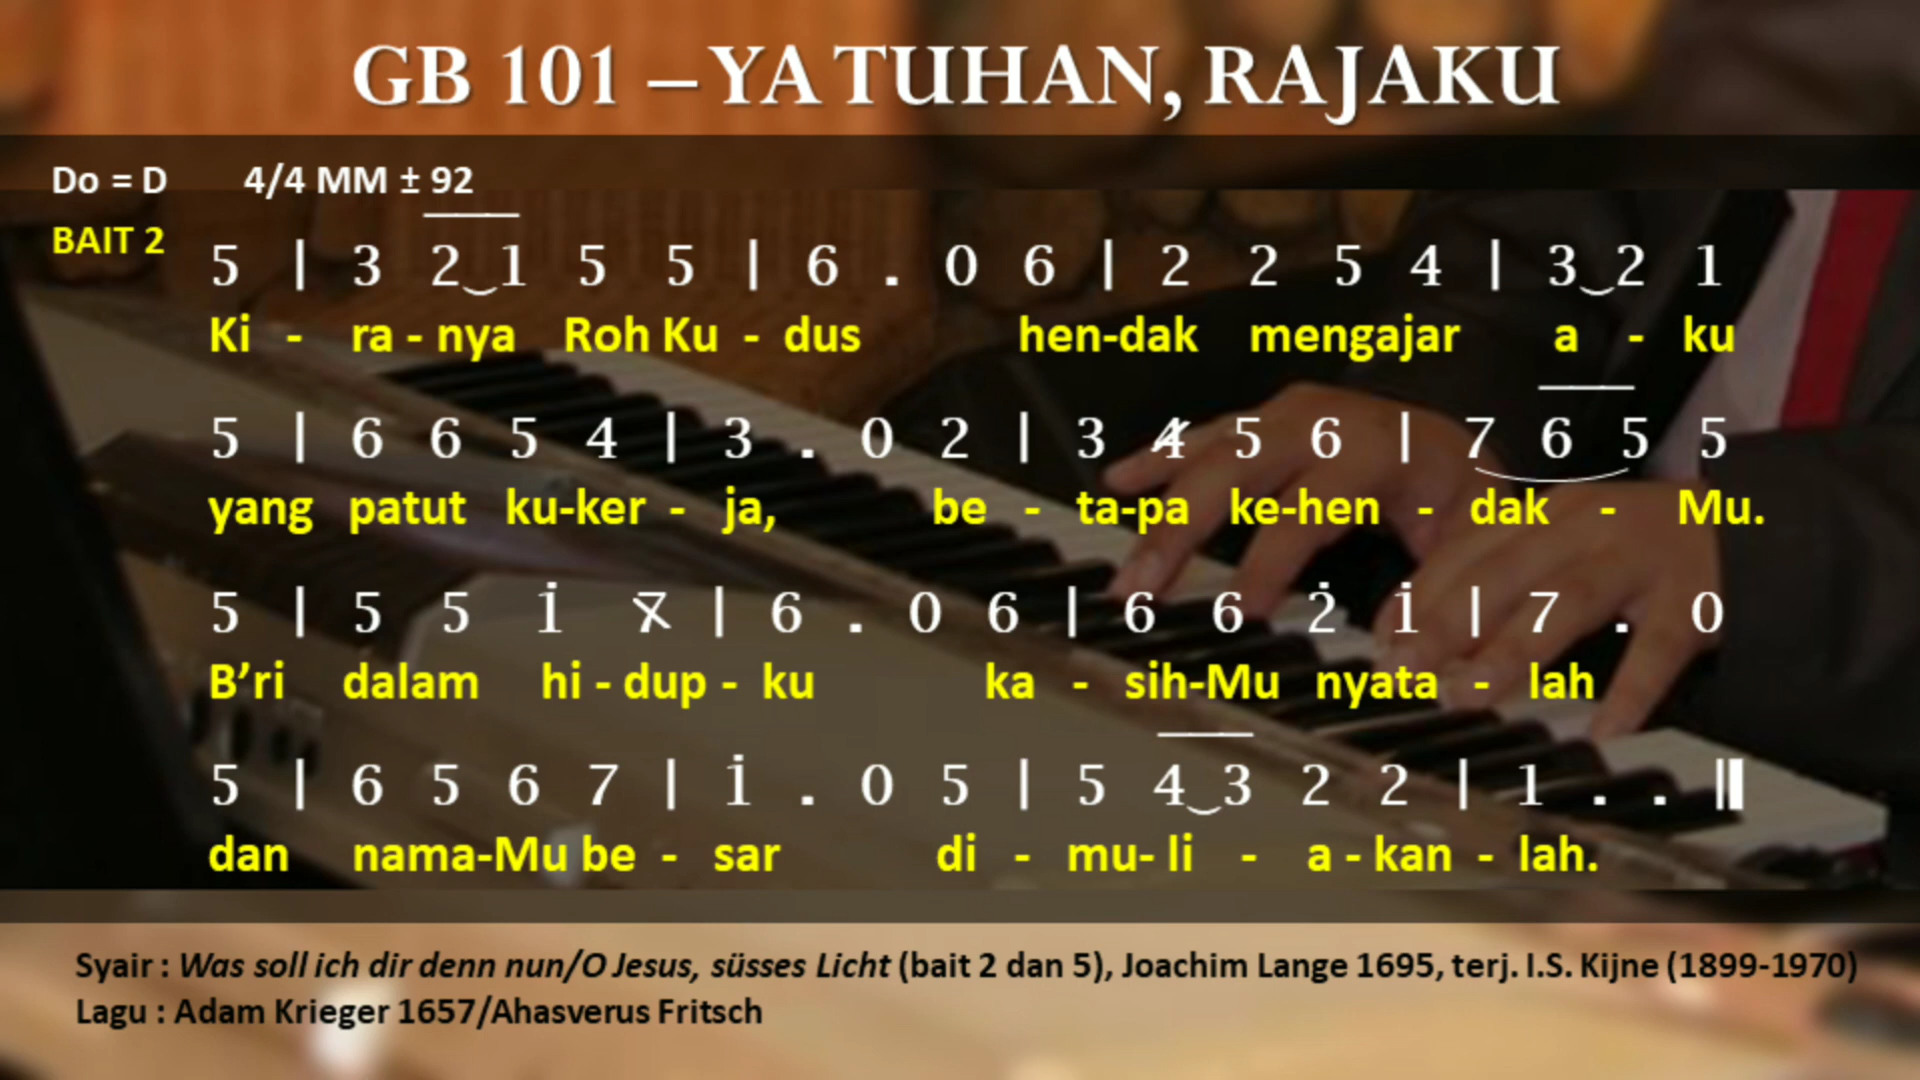 GB 101 – YA TUHAN, RAJAKU
Do = D 4/4 MM ± 92
BAIT 2
5 | 3 2‿1 5 5 | 6 . 0 6 | 2 2 5 4 | 3‿2 1
Ki - ra - nya Roh Ku - dus hen-dak mengajar a - ku
5 | 6 6 5 4 | 3 . 0 2 | 3 4̸ 5 6 | 7 6 5 5
yang patut ku-ker - ja, be - ta-pa ke-hen - dak - Mu.
5 | 5 5 1̇ 7̷ | 6 . 0 6 | 6 6 2̇ 1̇ | 7 . 0
B’ri dalam hi - dup - ku ka - sih-Mu nyata - lah
5 | 6 5 6 7 | 1̇ . 0 5 | 5 4‿3 2 2 | 1 . . ||
dan nama-Mu be - sar di - mu- li - a - kan - lah.
Syair : Was soll ich dir denn nun/O Jesus, süsses Licht (bait 2 dan 5), Joachim Lange 1695, terj. I.S. Kijne (1899-1970)
Lagu : Adam Krieger 1657/Ahasverus Fritsch